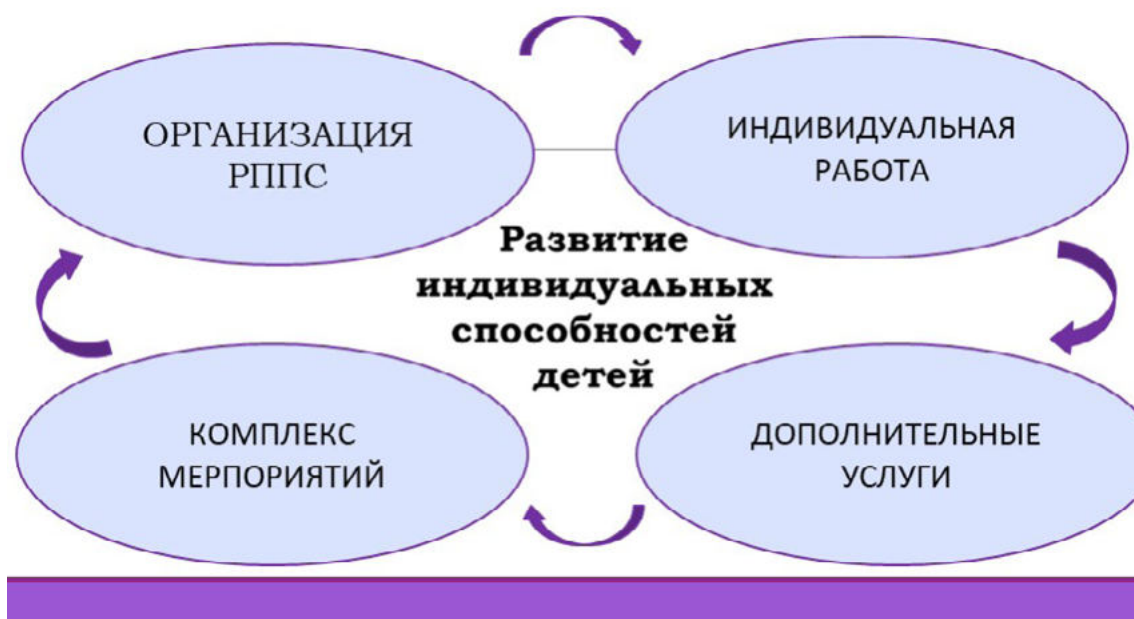 ОРГАНИЗАЦИЯ
РППС
ИНДИВИДУАЛЬНАЯ
РАБОТА
Развитие
индивидуальных
способностей
детей
КОМПЛЕКС
МЕРПОРИЯТИЙ
ДОПОЛНИТЕЛЬНЫЕ
УСЛУГИ